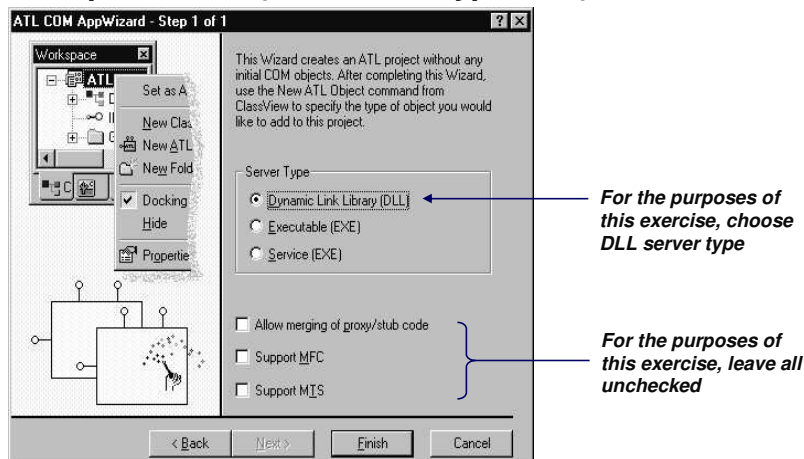 ATL COM AppWizard - Step 1 of 1
Workspace
ATL
Set as A
New Clas
New ATL
New Fold
Docking
Hide
Propertie
This Wizard creates an ATL project without any
initial COM objects. After completing this Wizard,
use the New ATL Object command from
ClassView to specify the type of object you would
like to add to this project.
Server Type
Dynamic Link Library (DLL)
Executable (EXE)
Service (EXE)
Allow merging of proxy/stub code
Support MFC
Support MTS
< Back
Next >
Finish
Cancel
For the purposes of
this exercise, choose
DLL server type
For the purposes of
this exercise, leave all
unchecked